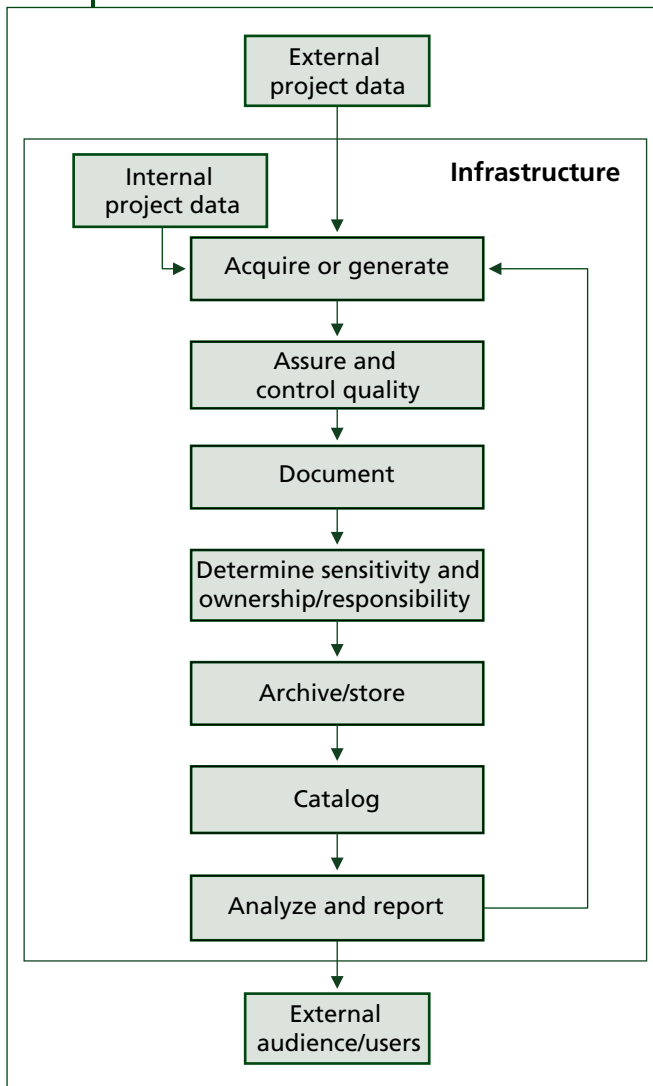 External
project data
Infrastructure
Internal
project data
Acquire or generate
Assure and
control quality
Document
Determine sensitivity and
ownership/responsibility
Archive/store
Catalog
Analyze and report
External
audience/users